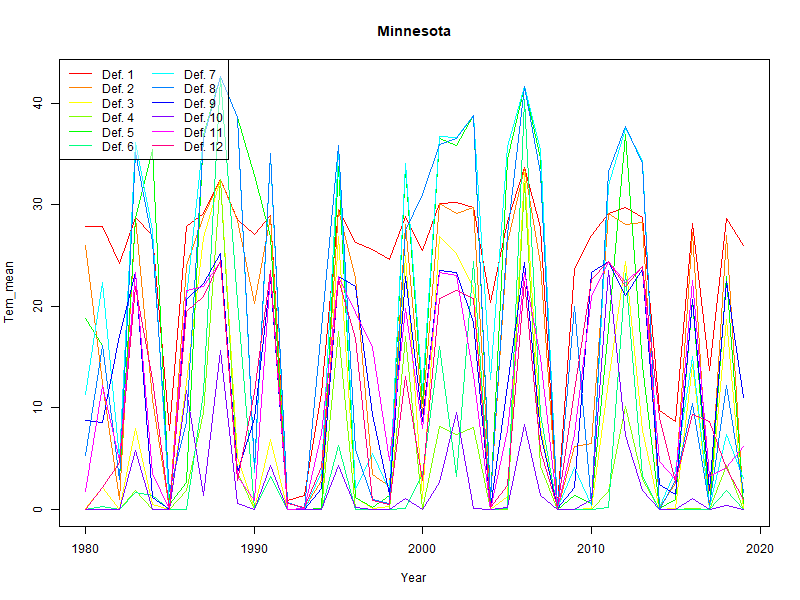 Minnesota
Def. 1 Def. 7
Def. 2 Def. 8
Def. 3 Def. 9
Def. 4 Def. 10
Def. 5 Def. 11
Def. 6 Def. 12
40
30
20
10
0
Tem_mean
1980 1990 2000 2010 2020
Year